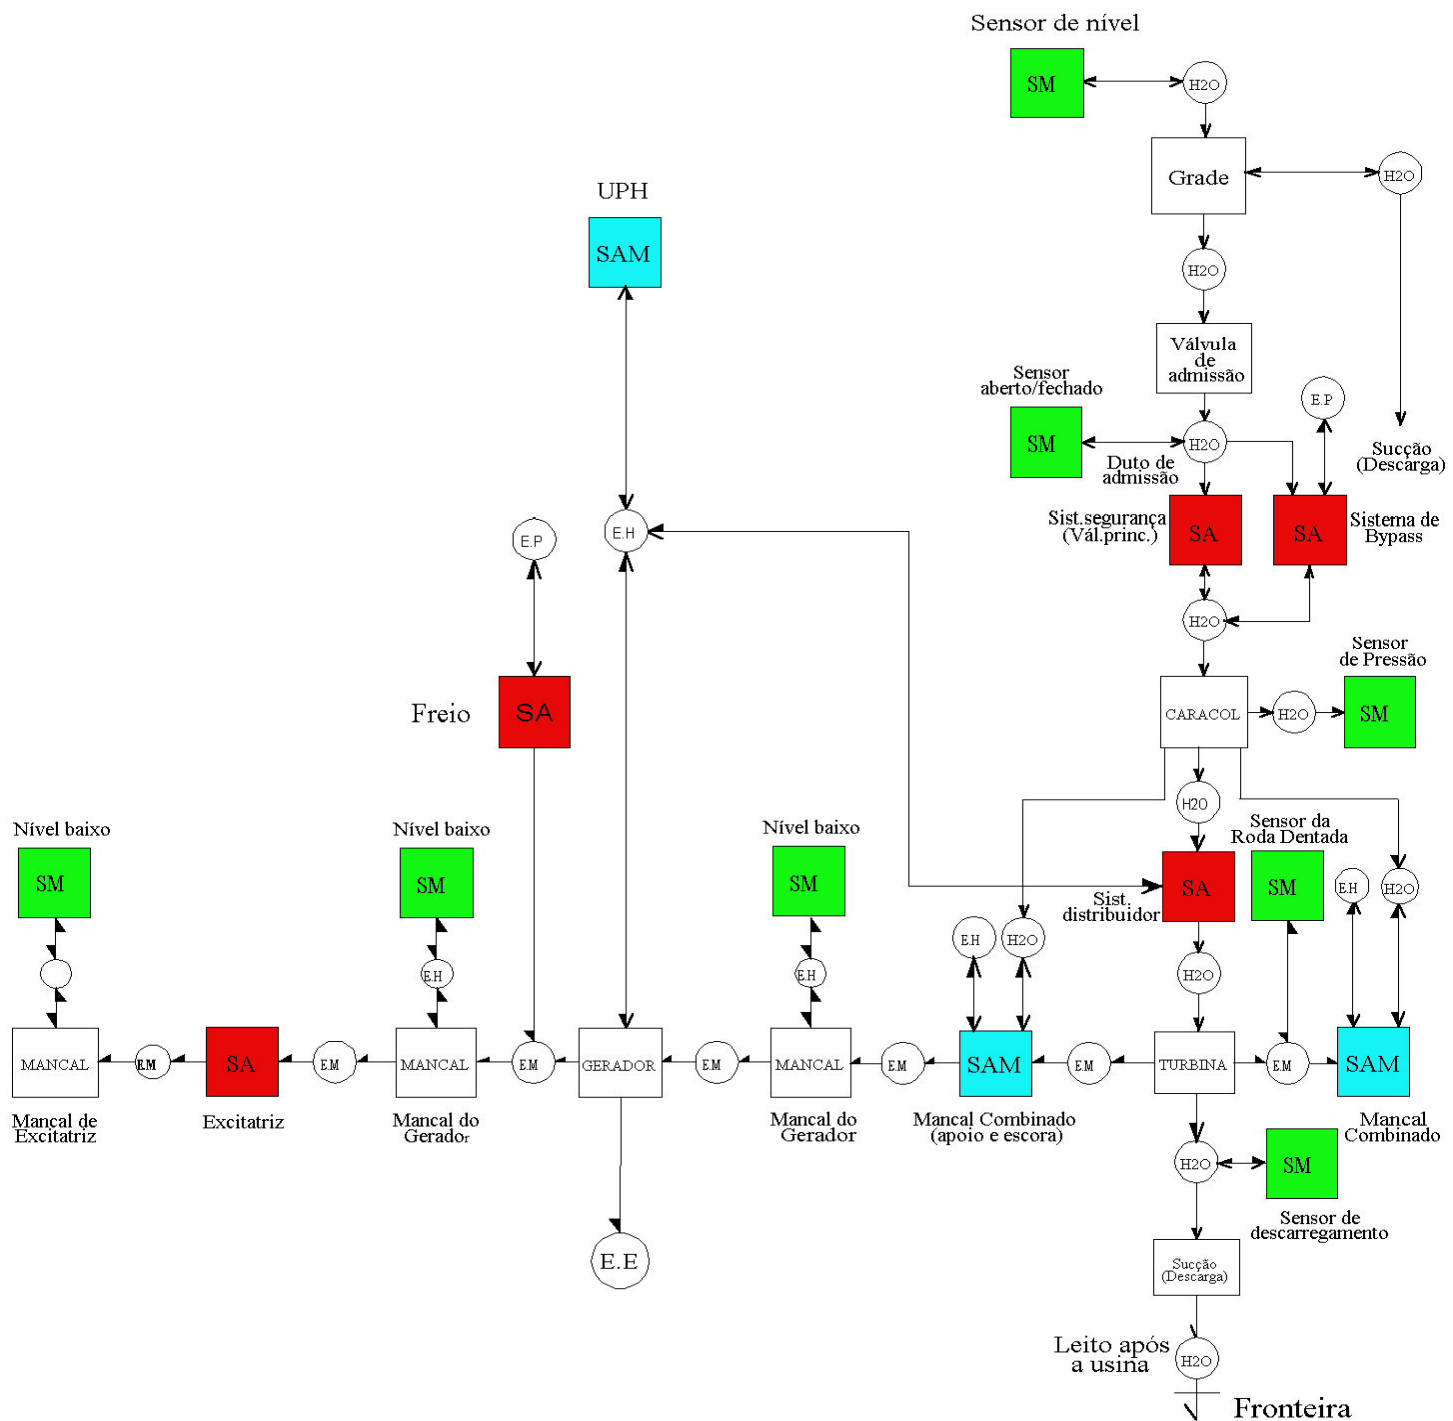 Sensor de nível
SM
H2O
Grade
H2O
UPH
SAM
H2O
Válvula
de
admissão
Sensor
aberto/fechado
E.P
SM
H2O
Duto de
admissão
Sucção
(Descarga)
Sist.segurança
(Vál.princ.)
SA
SA
Sistema de
Bypass
E.P
E.H
H2O
Sensor
de Pressão
Freio
SA
CARACOL
H2O
SM
H2O
Nível baixo
Nível baixo
Nível baixo
Sensor da
Roda Dentada
SM
SM
SM
SA
SM
E.H
H2O
Sist.
distribuidor
E.H
H2O
E.H
E.H
H2O
MANCAL
E.M
SA
E.M
MANCAL
E.M
GERADOR
E.M
MANCAL
E.M
SAM
E.M
TURBINA
E.M
SAM
Mancal de
Excitatriz
Excitatriz
Mancal do
Gerador
Mancal do
Gerador
Mancal Combinado
(apoio e escora)
Mancal
Combinado
H2O
SM
Sensor de
descarregamento
E.E
Sucção
(Descarga)
Leito após
a usina
H2O
Fronteira